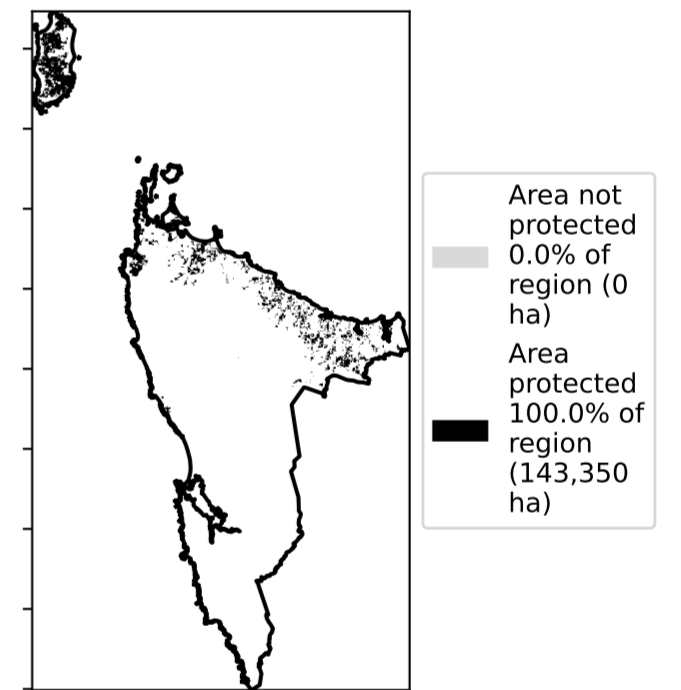 Area not
protected
0.0% of
region (0
ha)
Area
protected
100.0% of
region
(143,350
ha)